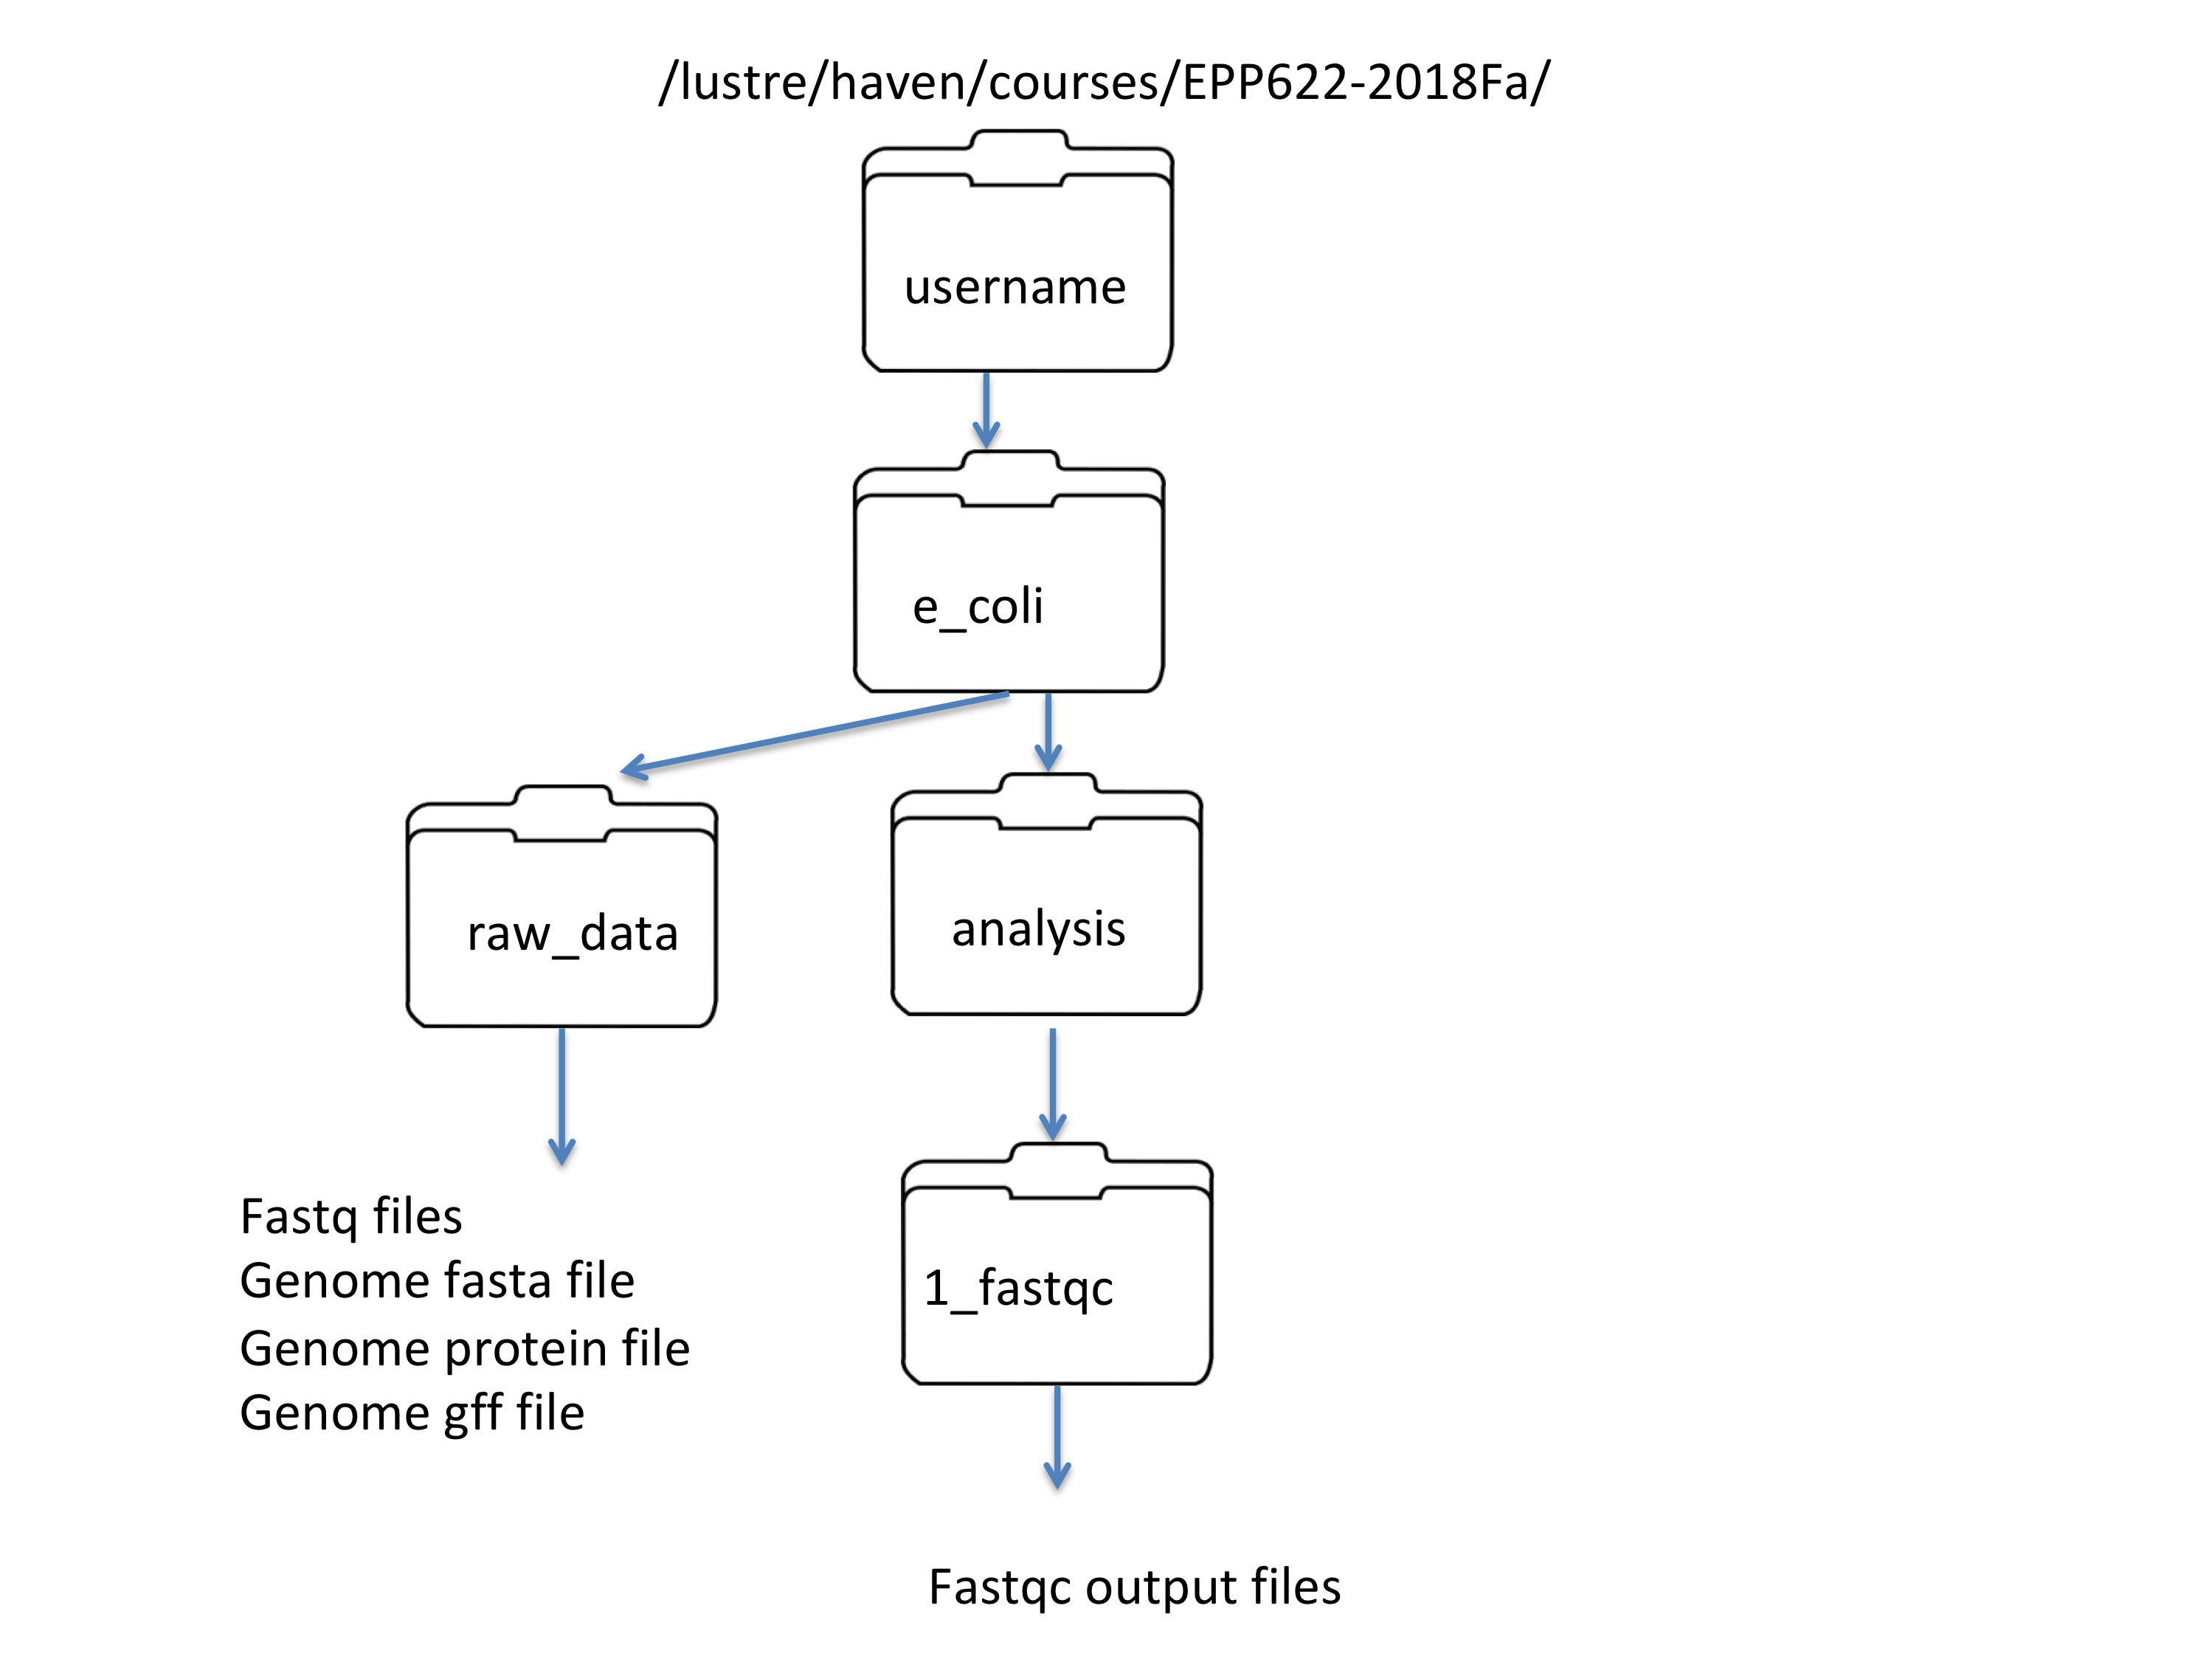 /lustre/haven/courses/EPP622-2018Fa/
username
e_coli
raw_data
analysis
Fastq files
Genome fasta file
Genome protein file
Genome gff file
1_fastqc
Fastqc output files